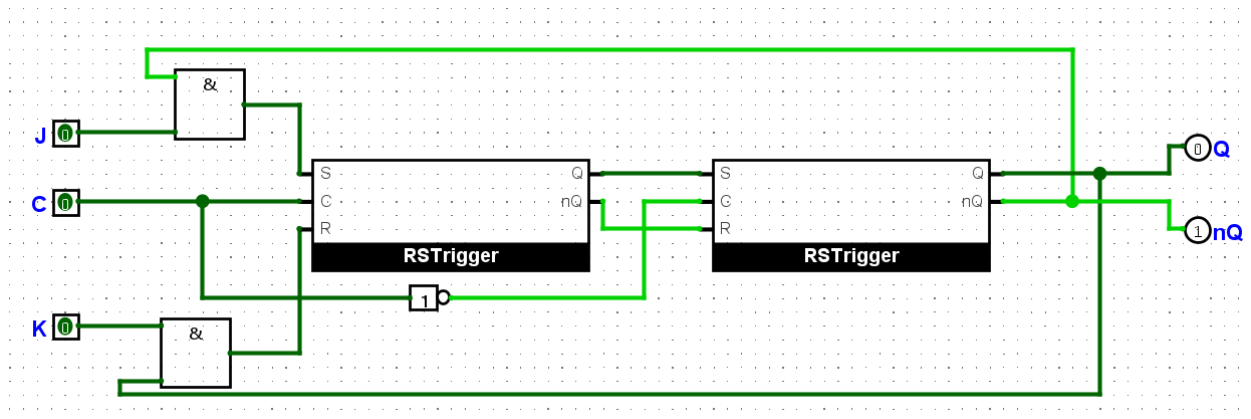 &
J 0
C 0
K 0
&
S Q
C nQ
R
RSTrigger
1
S Q
C nQ
R
RSTrigger
0 Q
1 nQ